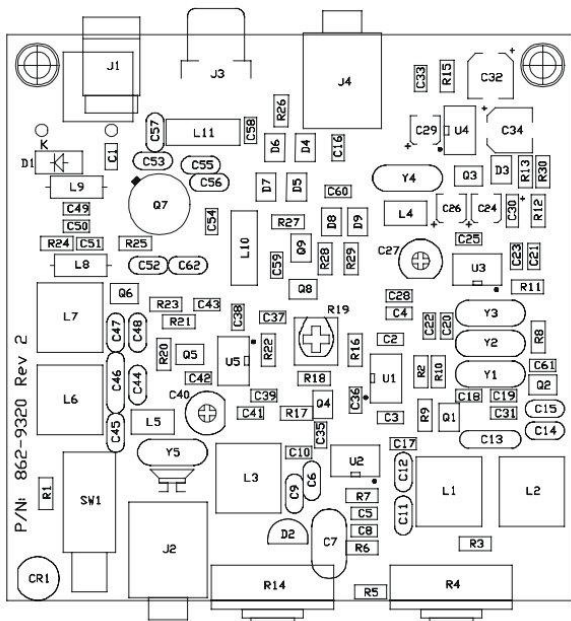 J1
J3
J4
C33
R15
C32
R26
C57
L11
C58
C29
U4
C34
K
D1
C1
C53
C55
C56
D6
D4
C16
Y4
Q3
D3
R13
R30
L9
Q7
D7
D5
C60
C49
C50
C54
L10
R27
D8
D9
L4
C26
C24
C30
R12
R24
C51
R25
Q9
R28
R29
C27
C25
C23
C21
L8
C52
C62
C59
U3
Q6
Q8
C28
R11
L7
R23
C43
C4
Y3
C47
C48
R21
C38
C37
R19
C22
C20
R20
Q5
U5
R22
R16
C2
Y2
R8
L6
C46
C44
C42
R18
U1
R2
R10
Y1
C61
Q2
C40
C39
C36
C18
C19
C45
L5
C41
R17
Q4
C3
R9
Q1
C31
C15
Y5
C35
C17
C13
C14
L3
C10
U2
C12
L1
L2
R1
SW1
C9
C6
R7
C11
C5
D2
C7
C8
R6
R3
J2
CR1
R14
R5
R4
P/N: 862-9320 Rev 2